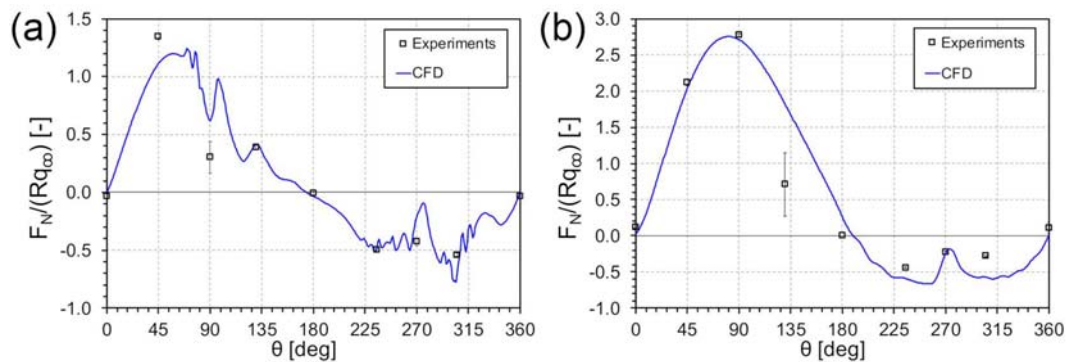 (a)
1.5
1.0
0.5
0.0
-0.5
-1.0
F_N/(Rq_∞) [-]
Experiments
CFD
0 45 90 135 180 225 270 315 360
θ [deg]
(b)
3.0
2.5
2.0
1.5
1.0
0.5
0.0
-0.5
-1.0
F_N/(Rq_∞) [-]
Experiments
CFD
0 45 90 135 180 225 270 315 360
θ [deg]